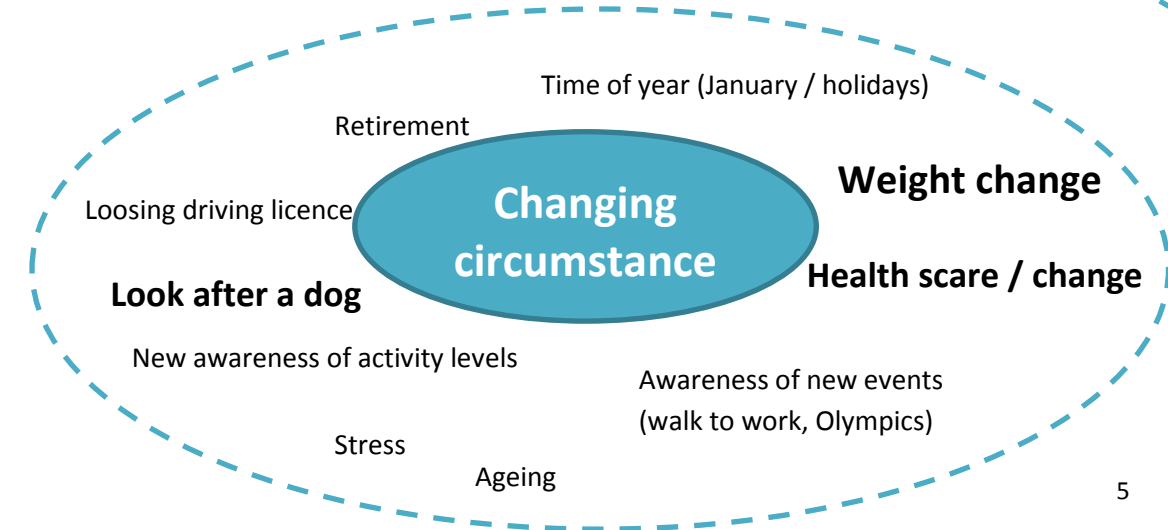 Time of year (January / holidays)
Retirement
Weight change
Changing
circumstance
Loosing driving licence
Health scare / change
Look after a dog
New awareness of activity levels
Awareness of new events
(walk to work, Olympics)
Stress
Ageing
5